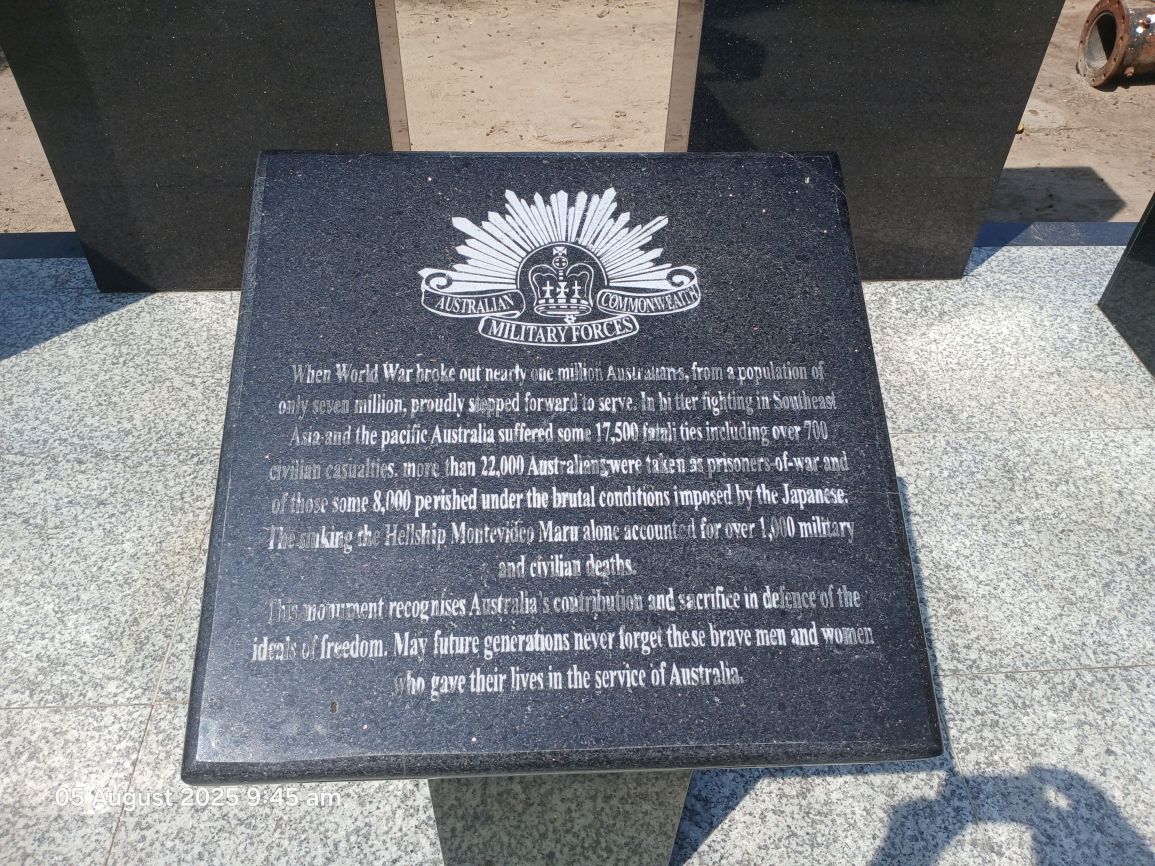 AUSTRALIAN COMMONWEALTH
MILITARY FORCES
When World War broke out nearly one million Australians, from a population of
only seven million, proudly stepped forward to serve. In bitter fighting in Southeast
Asia and the pacific Australia suffered some 17,500 fatalities including over 700
civilian casualties. more than 22,000 Australians were taken as prisoners-of-war and
of those some 8,000 perished under the brutal conditions imposed by the Japanese.
The sinking the Hellship Montevideo Maru alone accounted for over 1,000 military
and civilian deaths.
This monument recognises Australia's contribution and sacrifice in defence of the
ideals of freedom. May future generations never forget these brave men and women
who gave their lives in the service of Australia.
05 August 2025 9:45 am